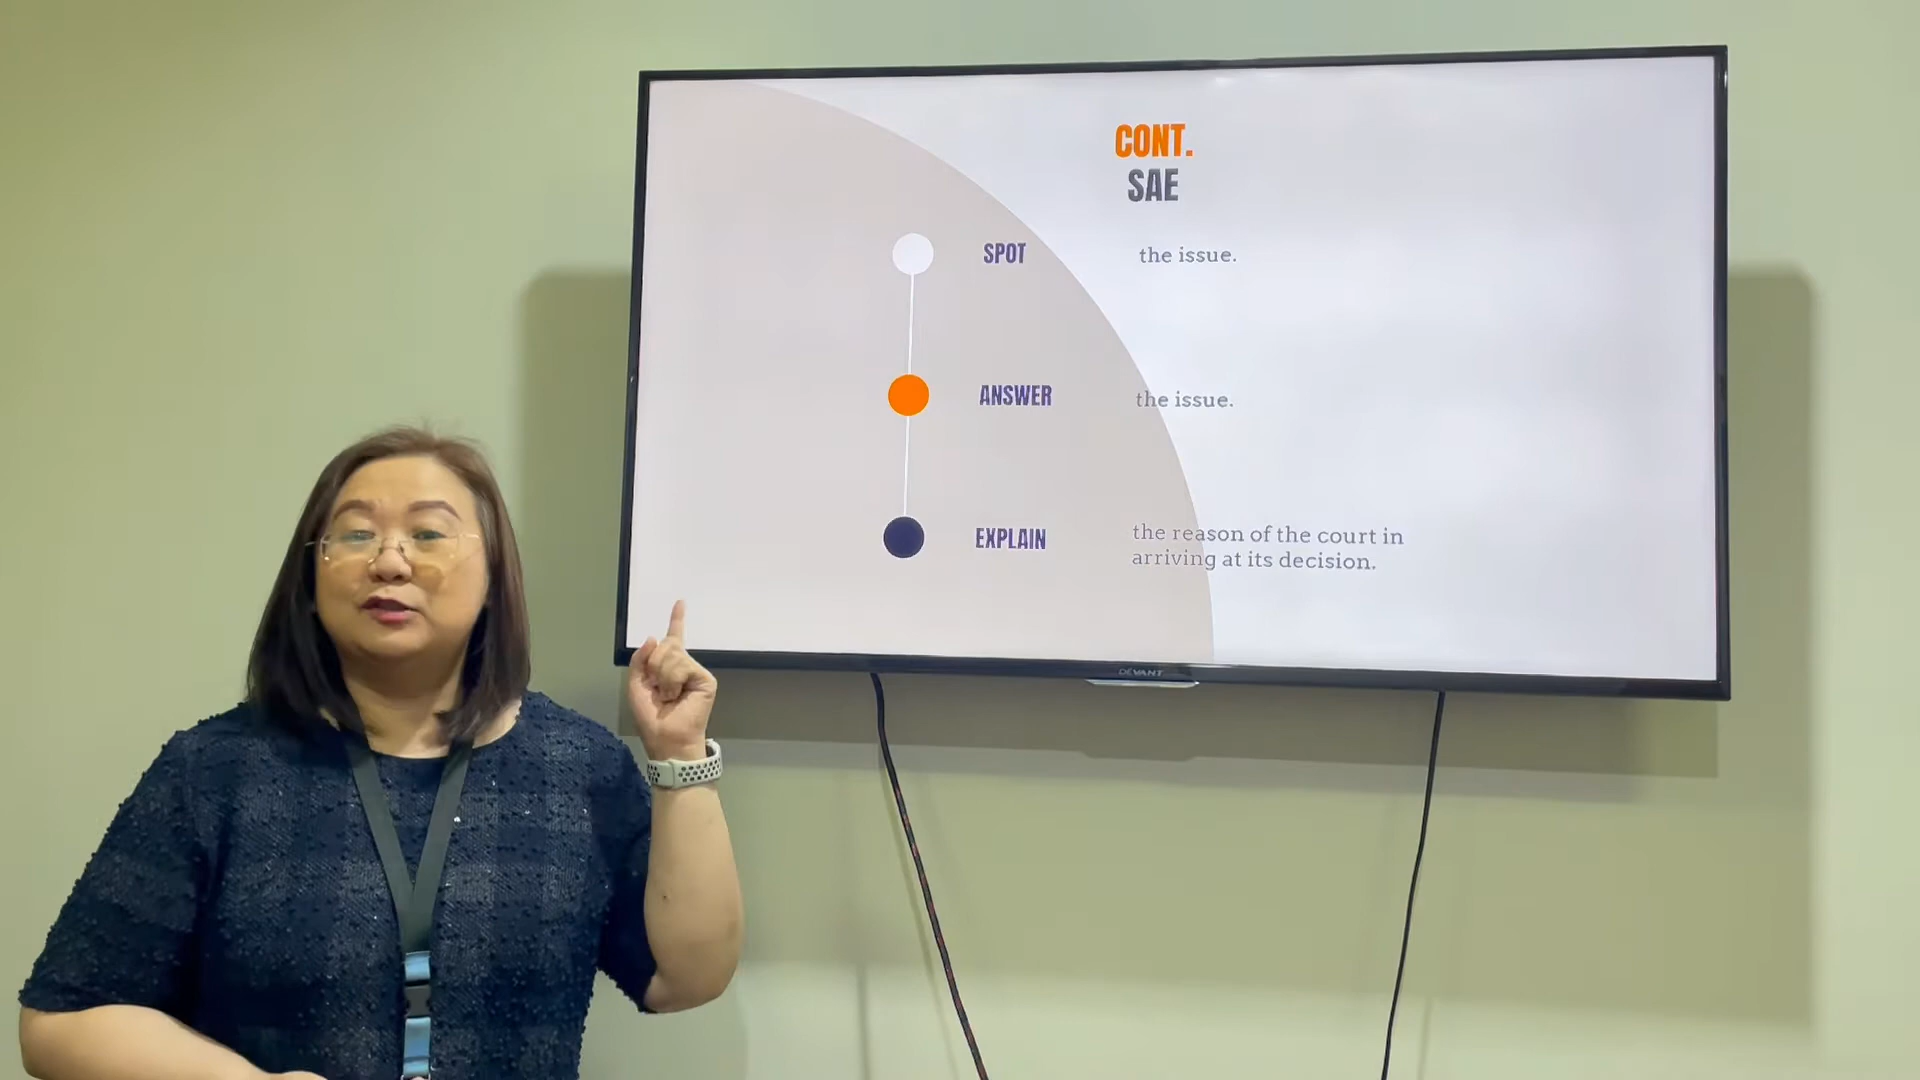 CONT.
SAE
SPOT the issue.
ANSWER the issue.
EXPLAIN the reason of the court in
arriving at its decision.
DEVANT